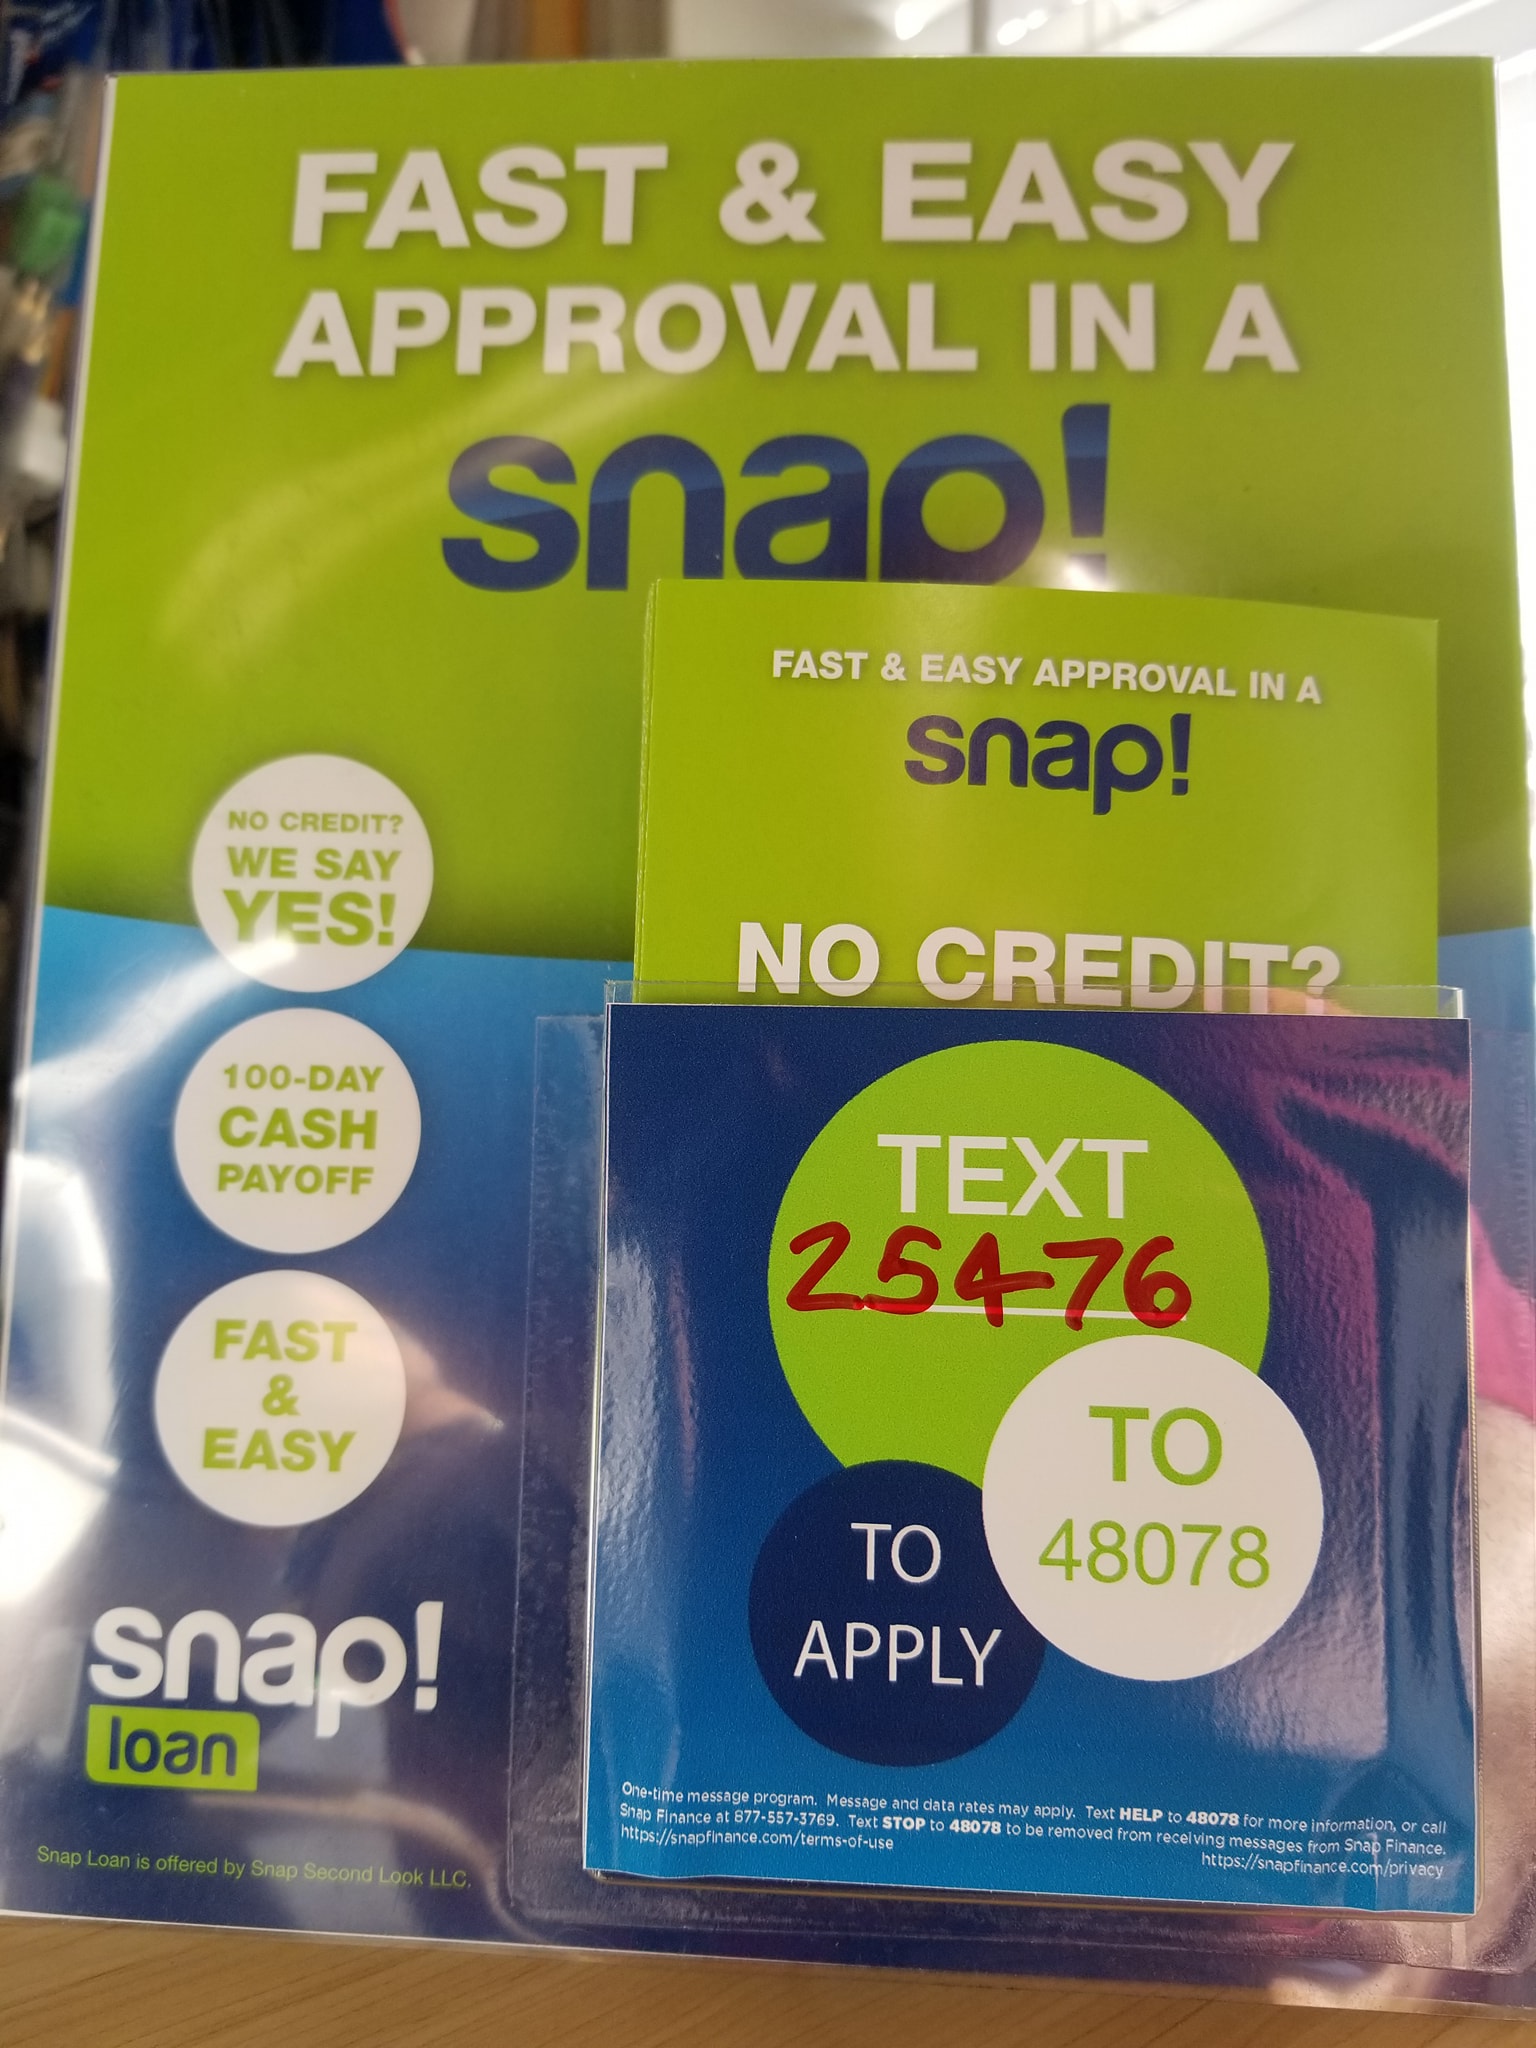 FAST & EASY
APPROVAL IN A
snap!
FAST & EASY APPROVAL IN A
snap!
NO CREDIT?
NO CREDIT?
WE SAY
YES!
100-DAY
CASH
PAYOFF
FAST
&
EASY
snap!
loan
Snap Loan is offered by Snap Second Look LLC.
TEXT
25476
TO
48078
TO
APPLY
One-time message program. Message and data rates may apply. Text HELP to 48078 for more information, or call
Snap Finance at 877-557-3769. Text STOP to 48078 to be removed from receiving messages from Snap Finance.
https://snapfinance.com/terms-of-use
https://snapfinance.com/privacy